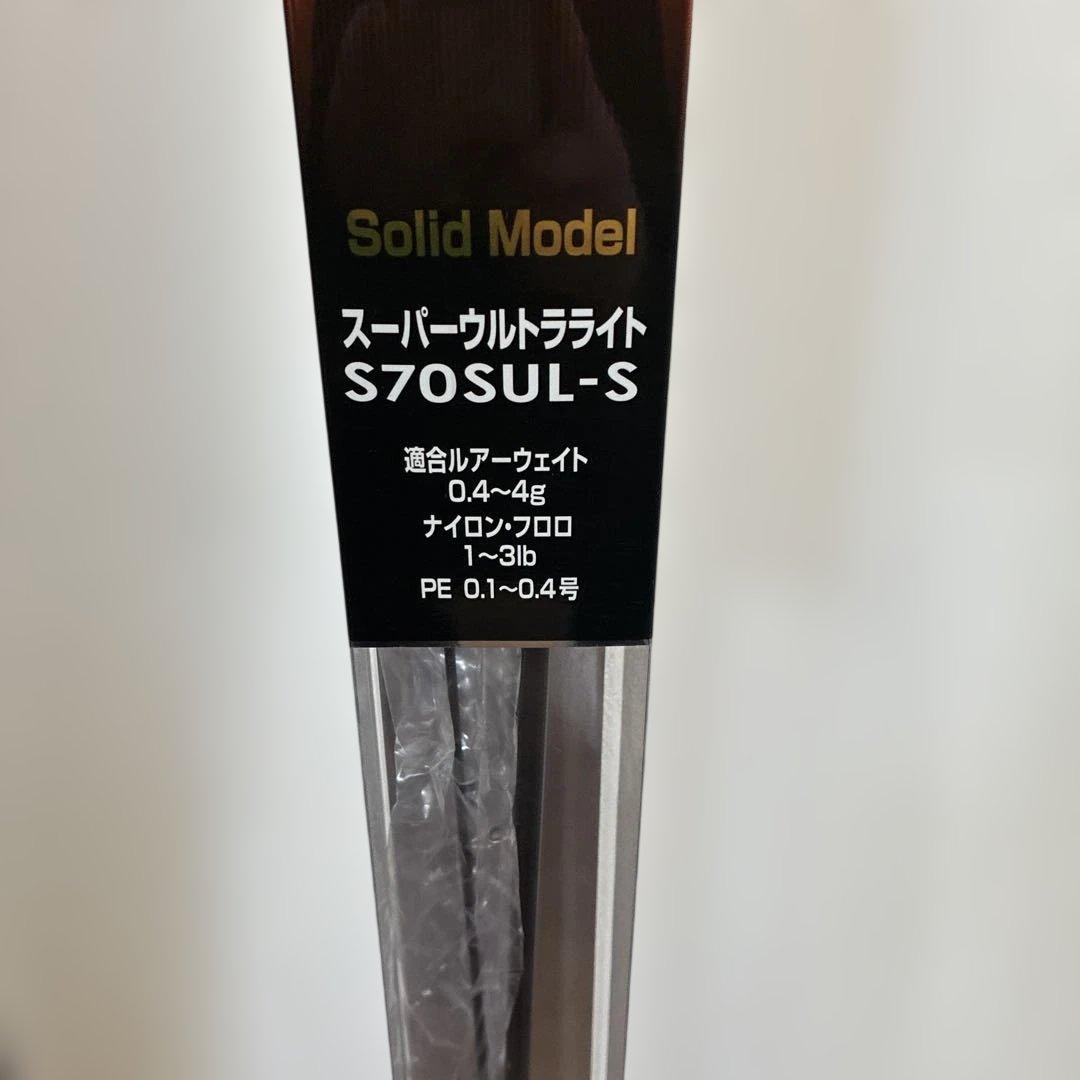 Solid Model
スーパーウルトラライト
S70SUL-S
適合ルアーウェイト
0.4〜4g
ナイロン・フロロ
1〜3lb
PE 0.1〜0.4号